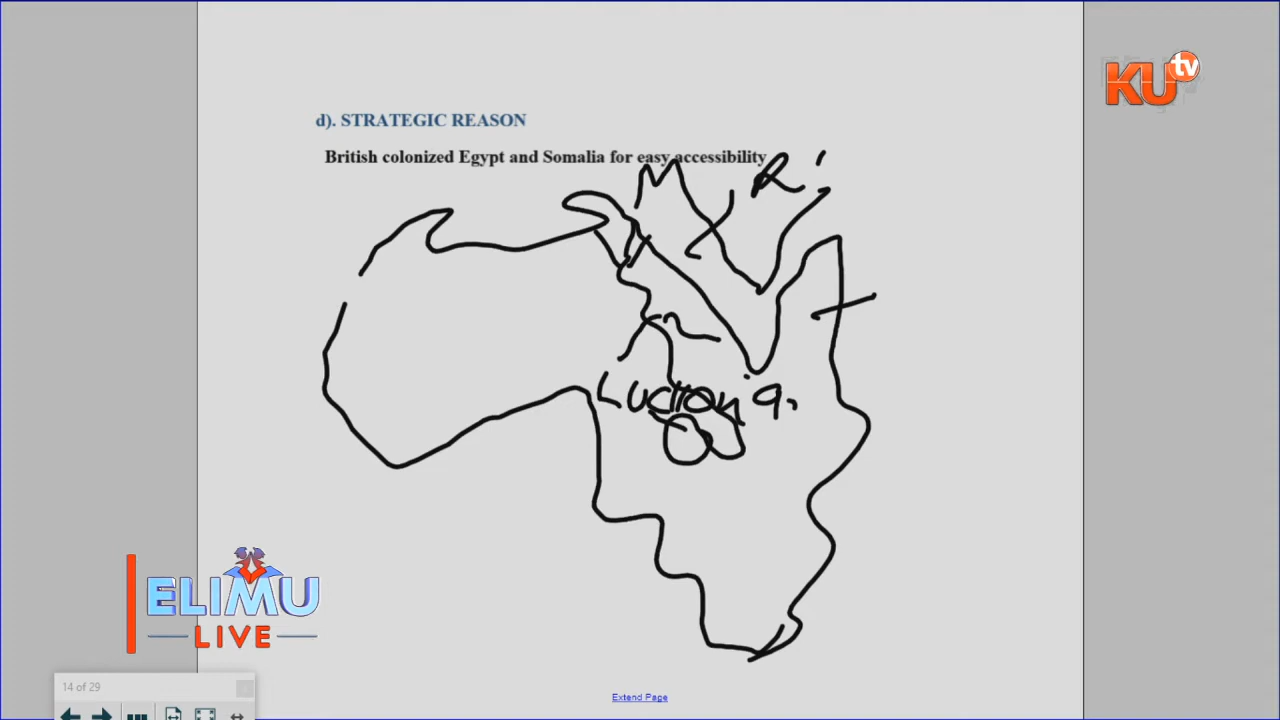 KU tv
d). STRATEGIC REASON
British colonized Egypt and Somalia for easy accessibility
ELIMU
LIVE
14 of 29
Extend Page